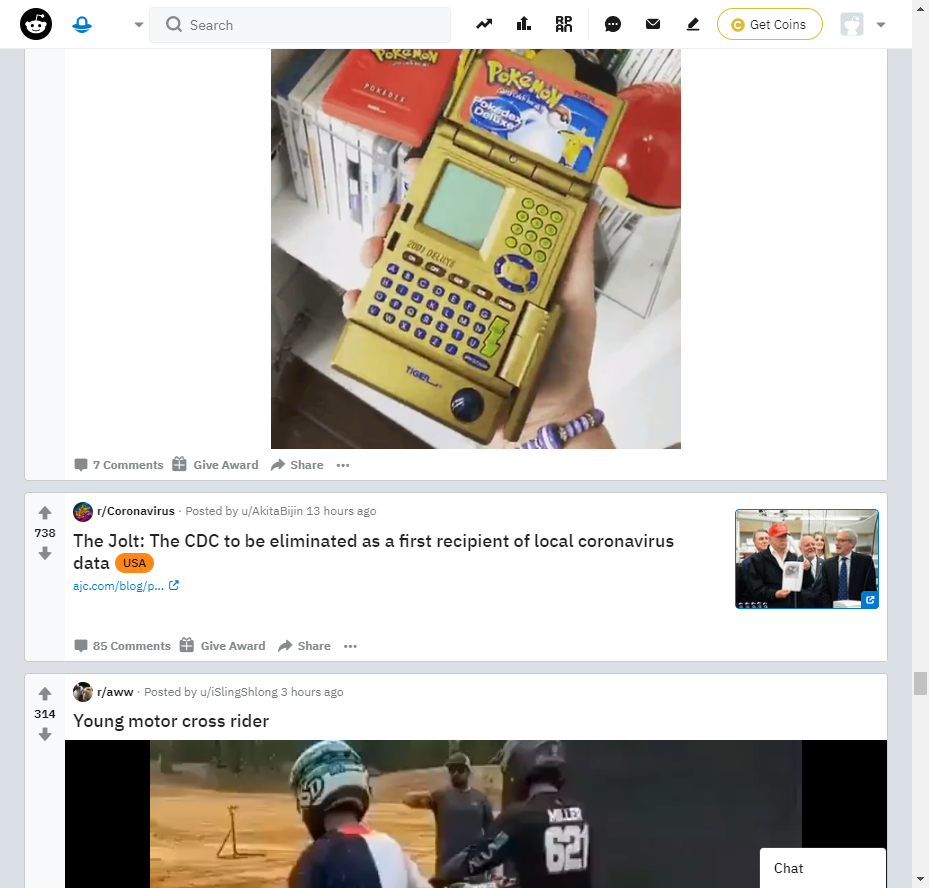 Search
Get Coins
POKéMON
POKéDEX
POKéMON
Pokédex
Deluxe
2001 DELUXE
A B C D E F G
H I J K L M N
O P Q R S T U
V W X Y Z
TIGER
7 Comments Give Award Share
738
r/Coronavirus · Posted by u/AkitaBijin 13 hours ago
The Jolt: The CDC to be eliminated as a first recipient of local coronavirus
data USA
ajc.com/blog/p...
85 Comments Give Award Share
314
r/aww · Posted by u/iSlingShlong 3 hours ago
Young motor cross rider
MILLER
621
Chat